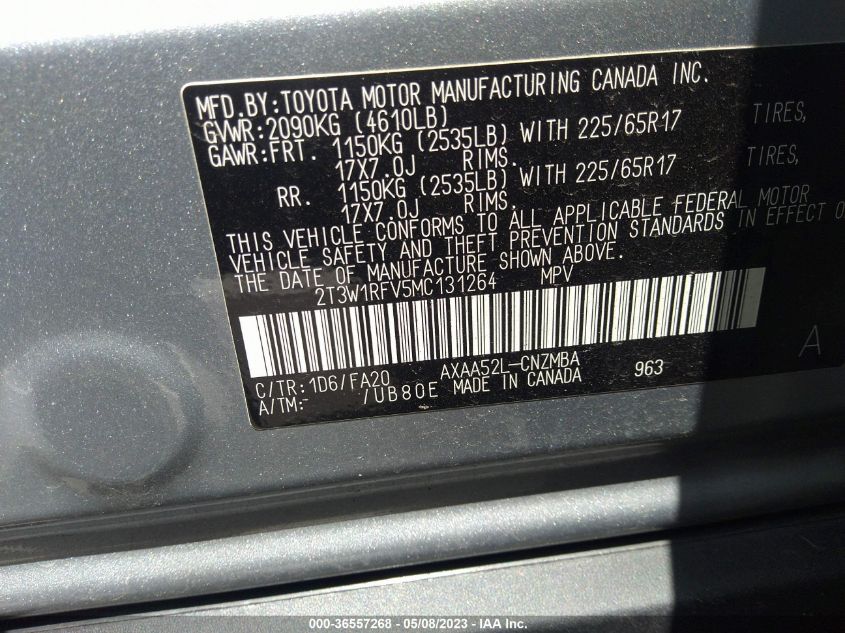 MFD.BY:TOYOTA MOTOR MANUFACTURING CANADA INC.
GVWR:2090KG (4610LB)
GAWR:FRT. 1150KG (2535LB) WITH 225/65R17 TIRES,
17X7.0J RIMS.
RR. 1150KG (2535LB) WITH 225/65R17 TIRES,
17X7.0J RIMS.
THIS VEHICLE CONFORMS TO ALL APPLICABLE FEDERAL MOTOR
VEHICLE SAFETY AND THEFT PREVENTION STANDARDS IN EFFECT O
THE DATE OF MANUFACTURE SHOWN ABOVE.
2T3W1RFV5MC131264 MPV
C/TR:1D6/FA20 AXAA52L-CNZMBA A
A/TM:- /UB80E MADE IN CANADA 963
000-36557268 - 05/08/2023 - IAA Inc.